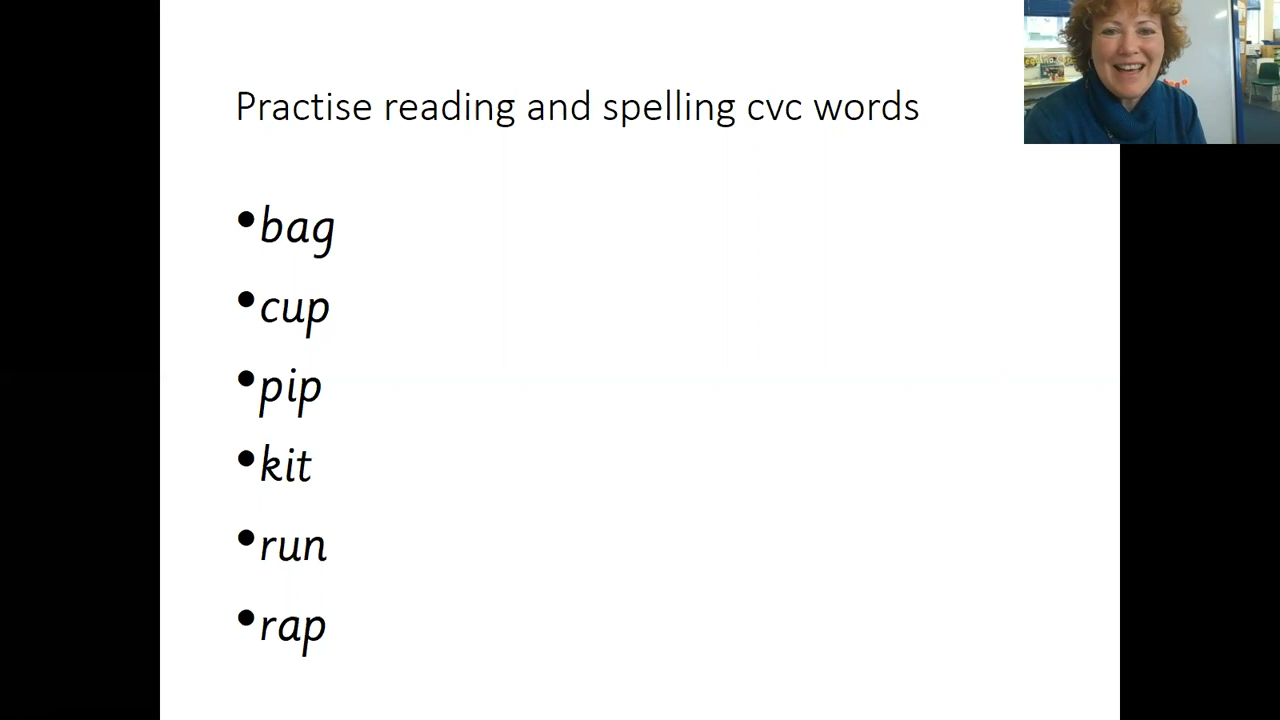 Practise reading and spelling cvc words
•bag
•cup
•pip
•kit
•run
•rap